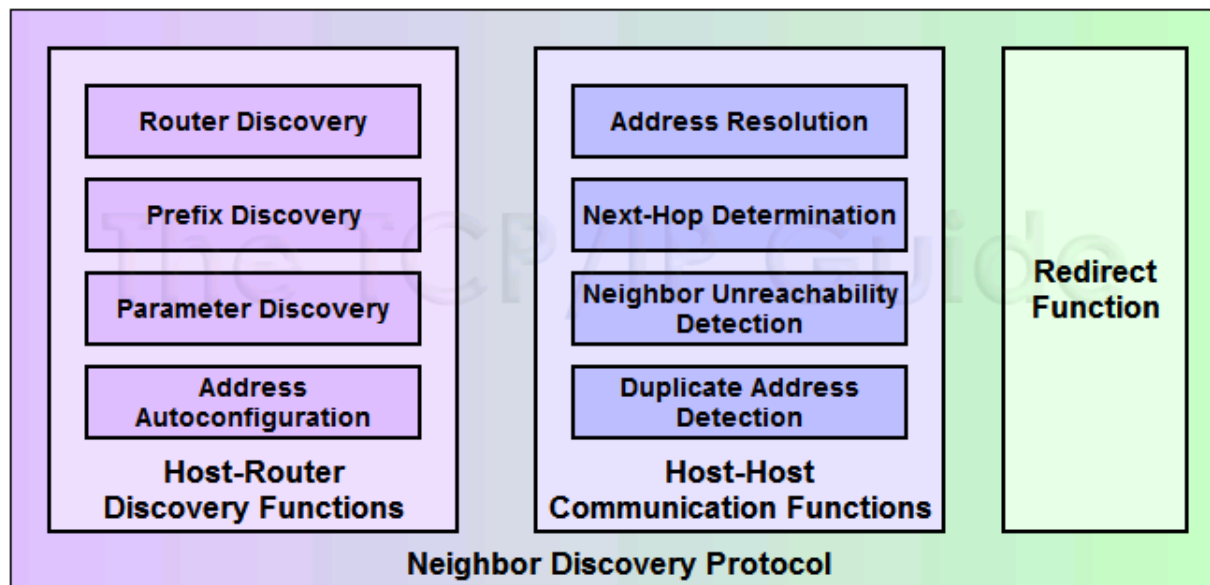 Router Discovery
Prefix Discovery
Parameter Discovery
Address
Autoconfiguration
Host-Router
Discovery Functions
Address Resolution
Next-Hop Determination
Neighbor Unreachability
Detection
Duplicate Address
Detection
Host-Host
Communication Functions
Redirect
Function
Neighbor Discovery Protocol
The TCP/IP Guide